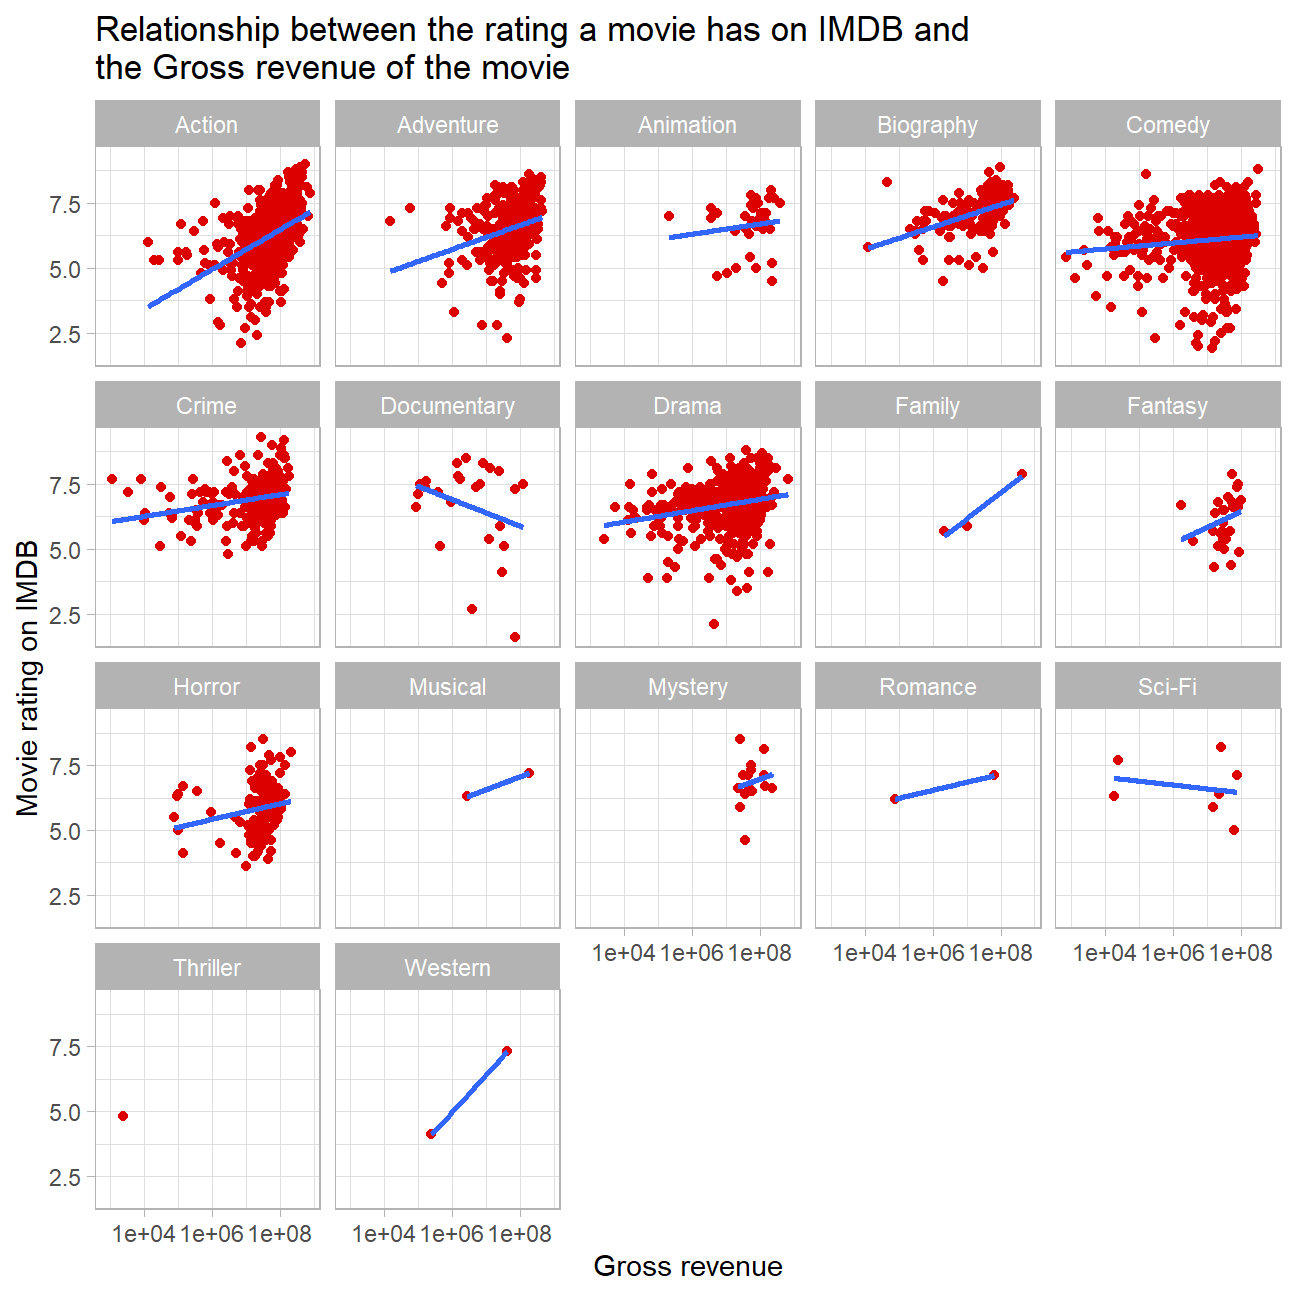 Relationship between the rating a movie has on IMDB and
the Gross revenue of the movie
Action Adventure Animation Biography Comedy
7.5
5.0
2.5
Crime Documentary Drama Family Fantasy
7.5
5.0
2.5
Movie rating on IMDB
Horror Musical Mystery Romance Sci-Fi
7.5
5.0
2.5
1e+04 1e+06 1e+08 1e+04 1e+06 1e+08 1e+04 1e+06 1e+08
Thriller Western
7.5
5.0
2.5
1e+04 1e+06 1e+08 1e+04 1e+06 1e+08
Gross revenue